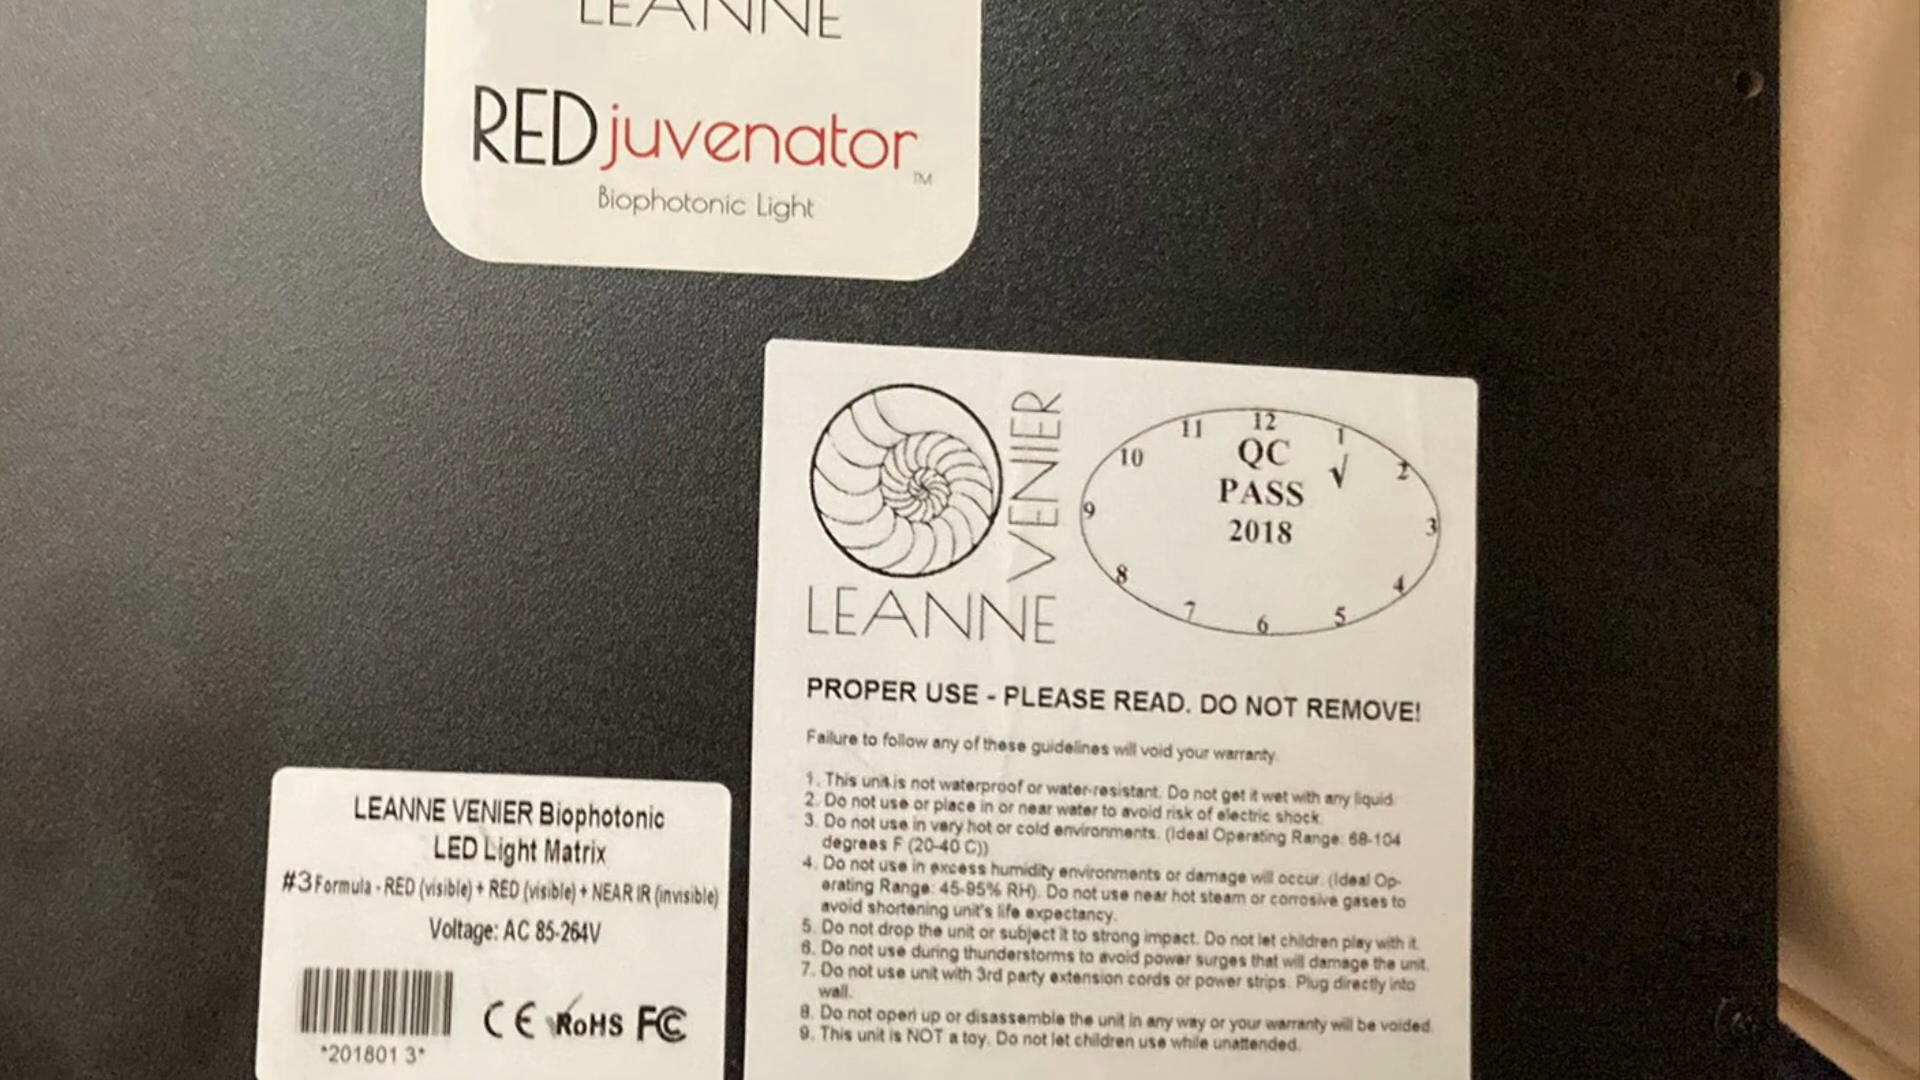 LEANNE
REDjuvenator
TM
Biophotonic Light
VENIER
LEANNE
12
1
2
3
4
5
6
7
8
9
10
11
QC √
PASS
2018
PROPER USE - PLEASE READ. DO NOT REMOVE!
Failure to follow any of these guidelines will void your warranty.
1. This unit is not waterproof or water-resistant. Do not get it wet with any liquid.
2. Do not use or place in or near water to avoid risk of electric shock.
3. Do not use in very hot or cold environments. (Ideal Operating Range: 68-104
degrees F (20-40 C))
4. Do not use in excess humidity environments or damage will occur. (Ideal Op-
erating Range: 45-95% RH). Do not use near hot steam or corrosive gases to
avoid shortening unit's life expectancy.
5. Do not drop the unit or subject it to strong impact. Do not let children play with it.
6. Do not use during thunderstorms to avoid power surges that will damage the unit.
7. Do not use unit with 3rd party extension cords or power strips. Plug directly into
wall.
8. Do not open up or disassemble the unit in any way or your warranty will be voided.
9. This unit is NOT a toy. Do not let children use while unattended.
LEANNE VENIER Biophotonic
LED Light Matrix
#3 Formula - RED (visible) + RED (visible) + NEAR IR (invisible)
Voltage: AC 85-264V
CE RoHS FC
*201801 3*